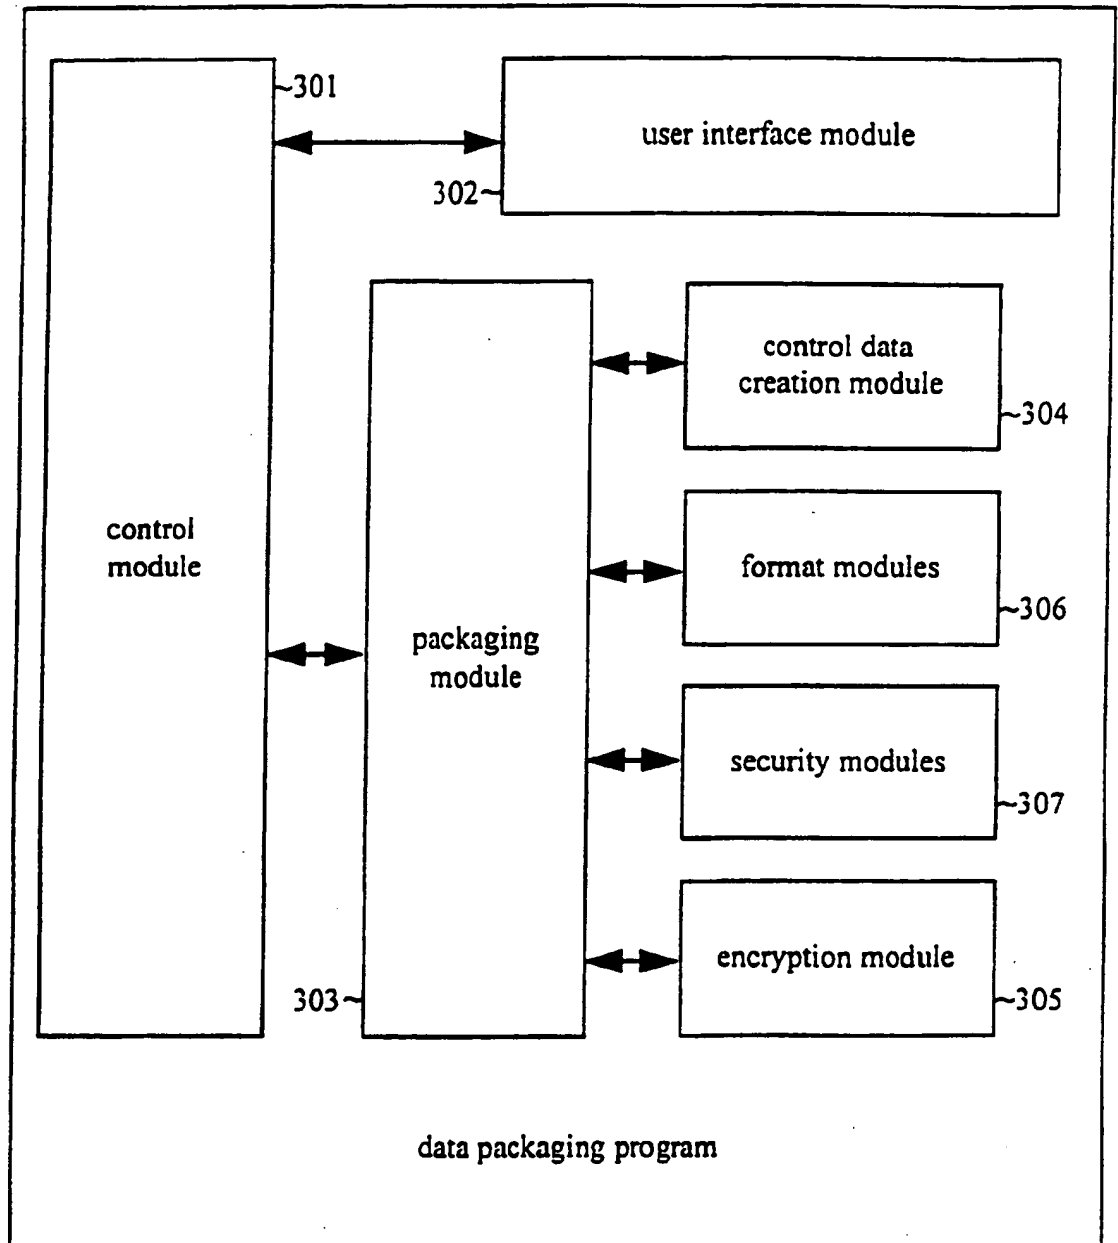 301
user interface module
302
control data
creation module
304
control
module
format modules
306
packaging
module
security modules
307
encryption module
303
305
data packaging program